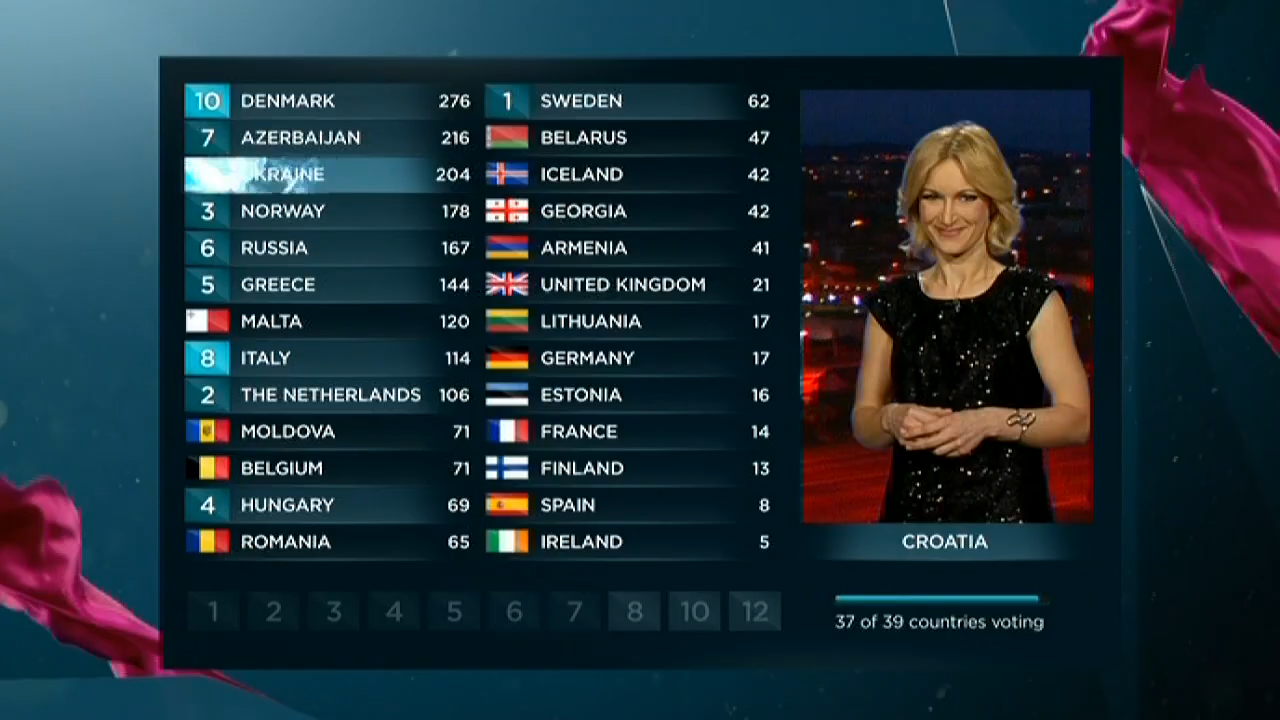 10 DENMARK 276
7 AZERBAIJAN 216
KRAINE 204
3 NORWAY 178
6 RUSSIA 167
5 GREECE 144
MALTA 120
8 ITALY 114
2 THE NETHERLANDS 106
MOLDOVA 71
BELGIUM 71
4 HUNGARY 69
ROMANIA 65
1 SWEDEN 62
BELARUS 47
ICELAND 42
GEORGIA 42
ARMENIA 41
UNITED KINGDOM 21
LITHUANIA 17
GERMANY 17
ESTONIA 16
FRANCE 14
FINLAND 13
SPAIN 8
IRELAND 5
1 2 3 4 5 6 7 8 10 12
CROATIA
37 of 39 countries voting